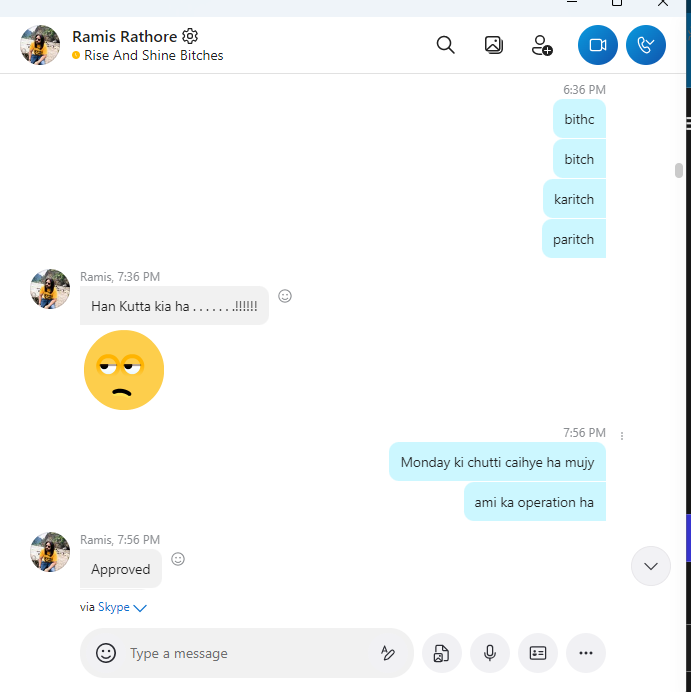 Ramis Rathore
Rise And Shine Bitches
6:36 PM
bithc
bitch
karitch
paritch
Ramis, 7:36 PM
Han Kutta kia ha . . . . . . .!!!!!!
7:56 PM
Monday ki chutti caihye ha mujy
ami ka operation ha
Ramis, 7:56 PM
Approved
via Skype
Type a message